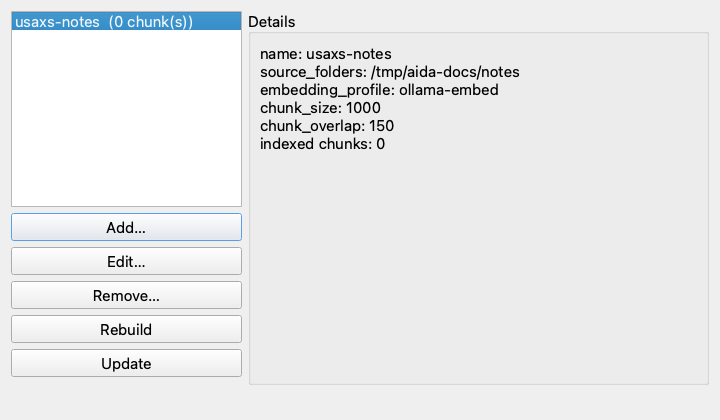 usaxs-notes  (0 chunk(s))
Add...
Edit...
Remove...
Rebuild
Update
Details
name: usaxs-notes
source_folders: /tmp/aida-docs/notes
embedding_profile: ollama-embed
chunk_size: 1000
chunk_overlap: 150
indexed chunks: 0